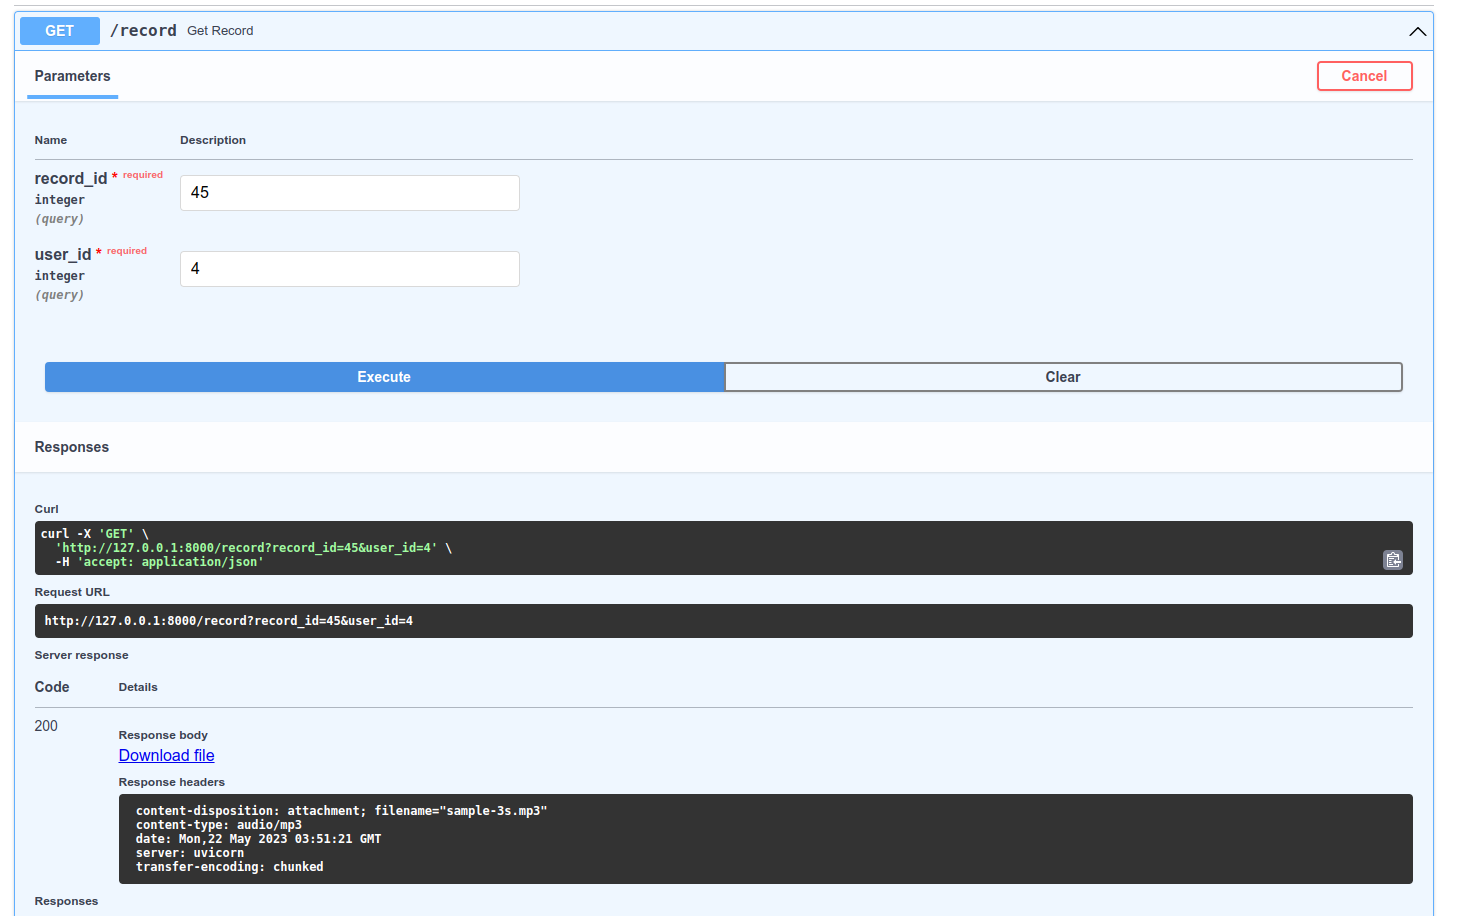 GET /record Get Record
Parameters Cancel
Name Description
record_id * required
integer
(query)
45
user_id * required
integer
(query)
4
Execute Clear
Responses
Curl
curl -X 'GET' \
'http://127.0.0.1:8000/record?record_id=45&user_id=4' \
-H 'accept: application/json'
Request URL
http://127.0.0.1:8000/record?record_id=45&user_id=4
Server response
Code Details
200
Response body
Download file
Response headers
content-disposition: attachment; filename="sample-3s.mp3"
content-type: audio/mp3
date: Mon,22 May 2023 03:51:21 GMT
server: uvicorn
transfer-encoding: chunked
Responses